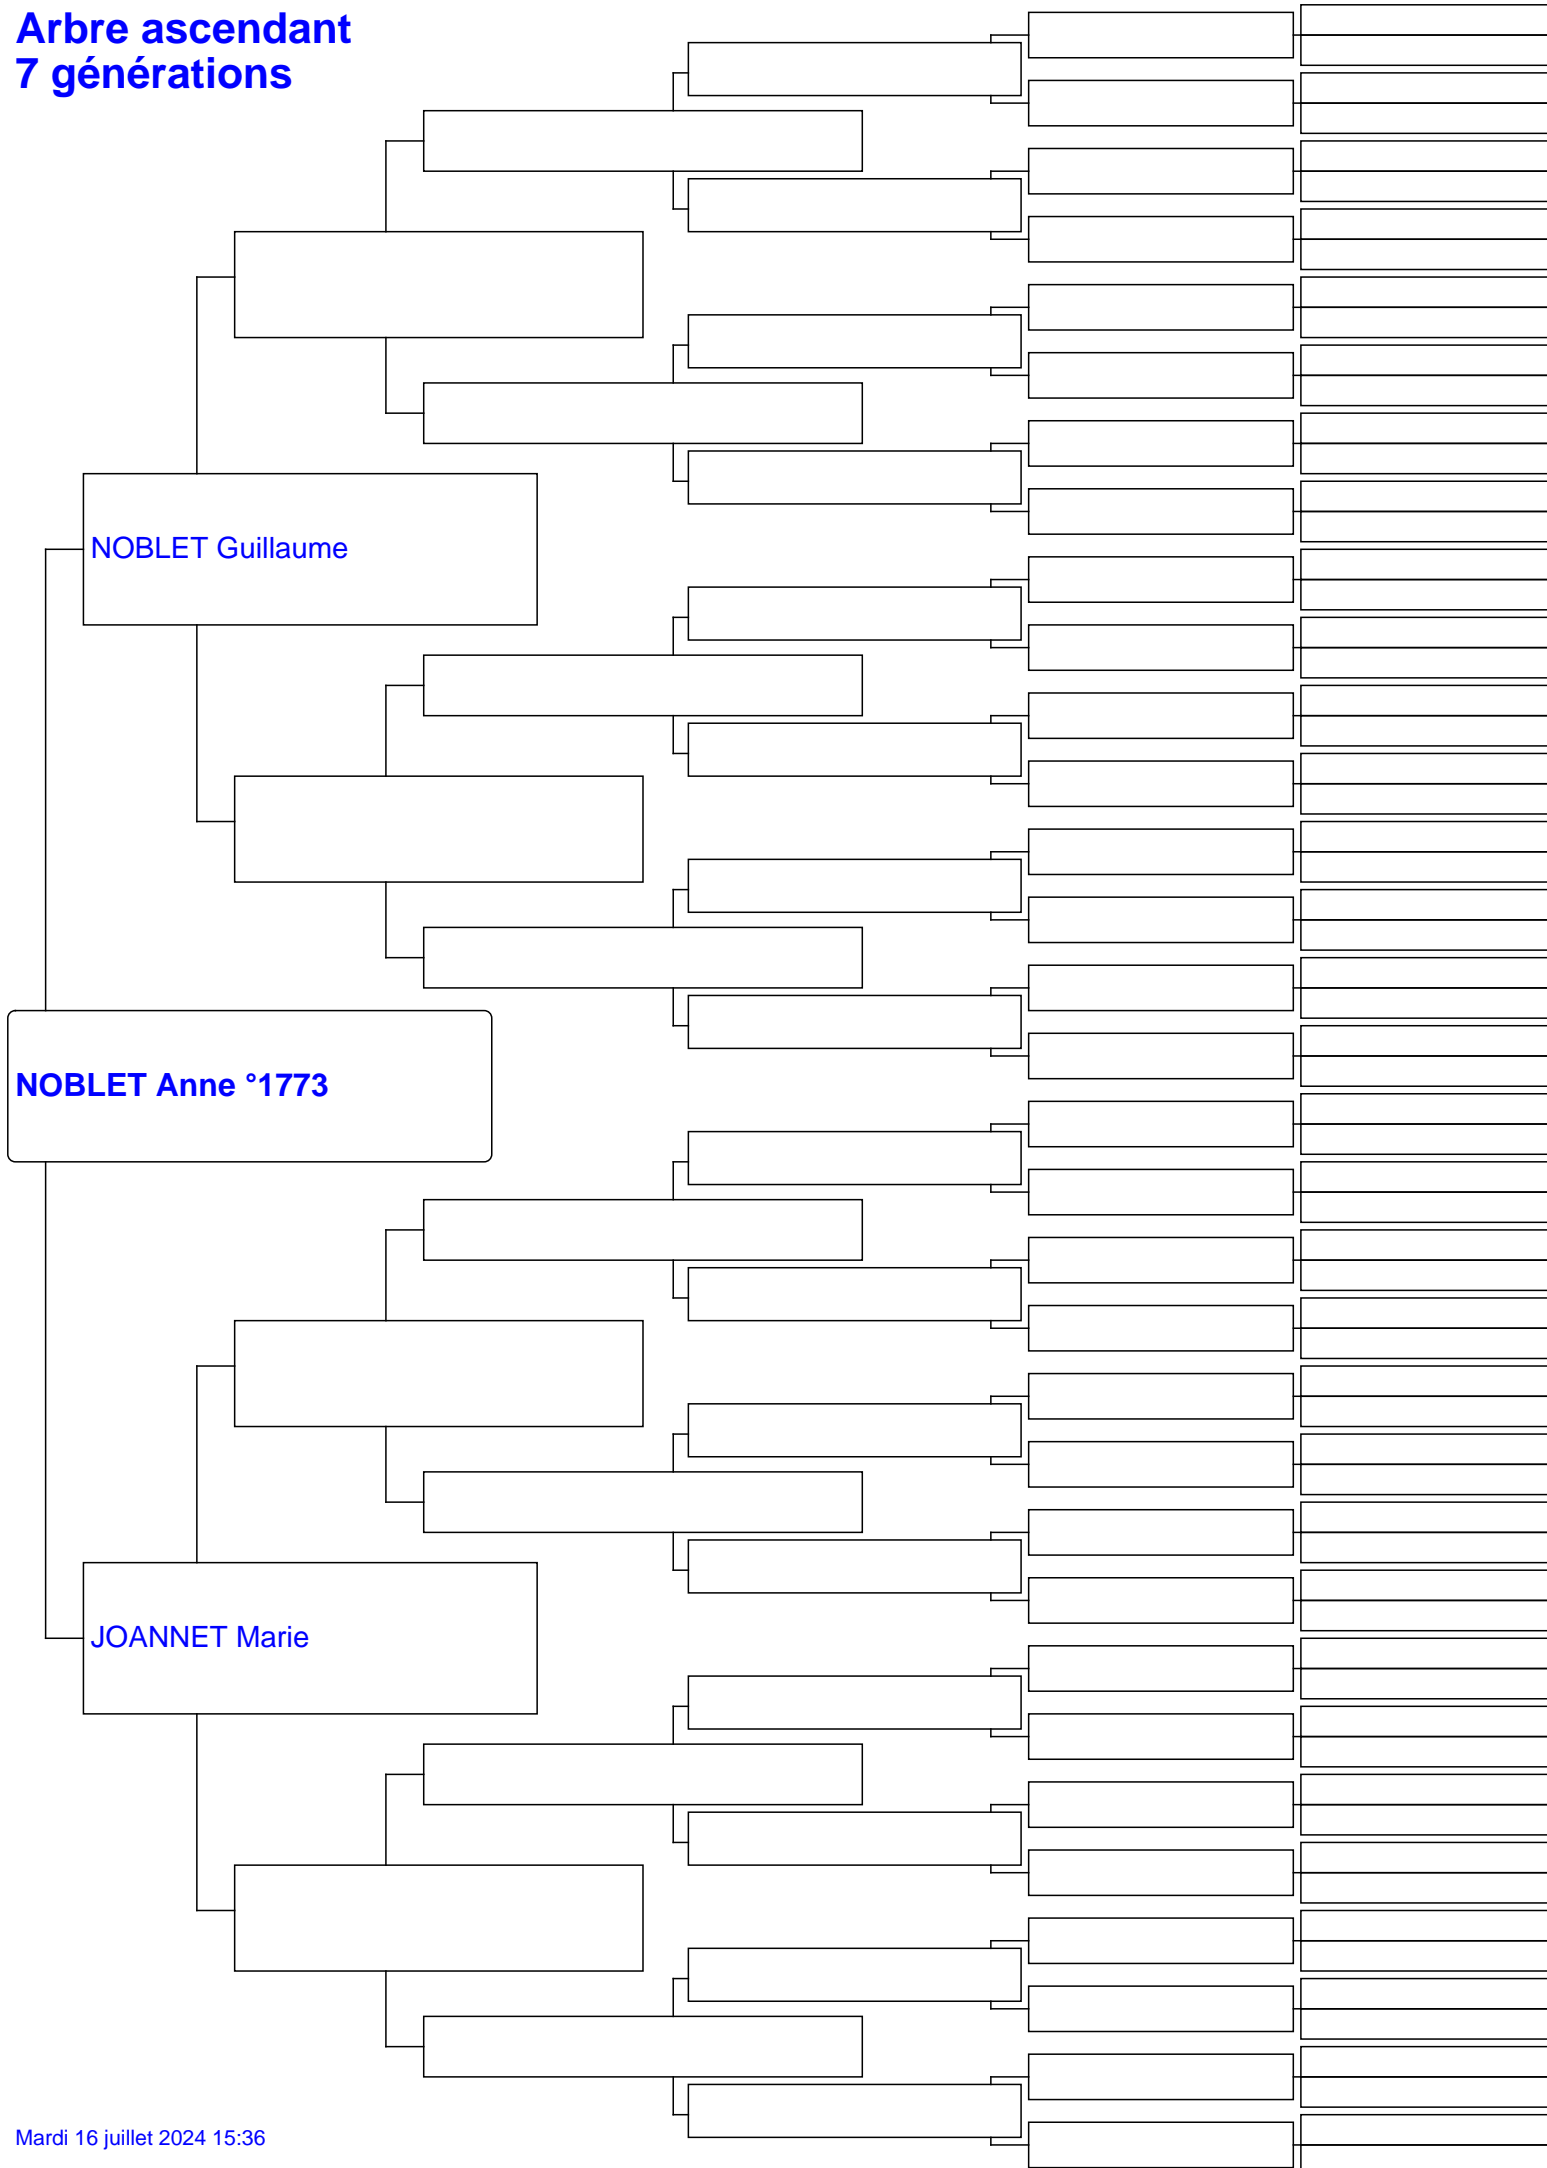 Arbre ascendant
7 générations
NOBLET Guillaume
NOBLET Anne °1773
JOANNET Marie
Mardi 16 juillet 2024 15:36